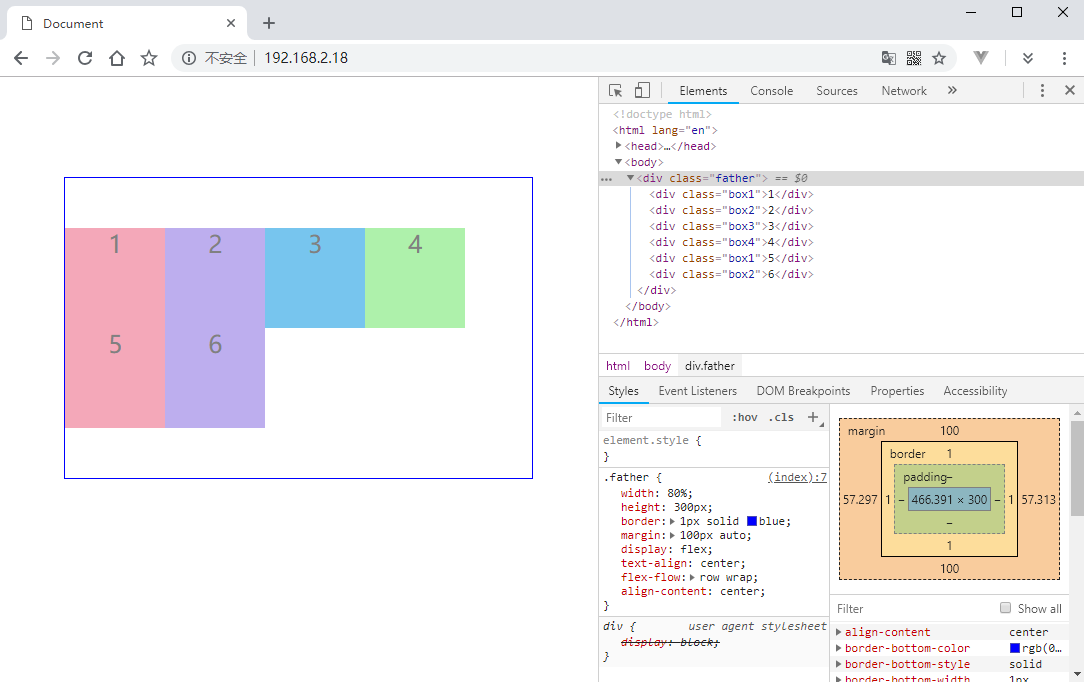 Document
不安全 192.168.2.18
1 2 3 4
5 6
Elements Console Sources Network »
<!doctype html>
<html lang="en">
<head>…</head>
<body>
… <div class="father"> == $0
<div class="box1">1</div>
<div class="box2">2</div>
<div class="box3">3</div>
<div class="box4">4</div>
<div class="box1">5</div>
<div class="box2">6</div>
</div>
</body>
</html>
html body div.father
Styles Event Listeners DOM Breakpoints Properties Accessibility
Filter :hov .cls +
element.style {
}
.father { (index):7
width: 80%;
height: 300px;
border: 1px solid blue;
margin: 100px auto;
display: flex;
text-align: center;
flex-flow: row wrap;
align-content: center;
}
div { user agent stylesheet
display: block;
}
margin 100
border 1
padding –
57.297 1 – 466.391 × 300 – 1 57.313
–
1
100
Filter Show all
align-content center
border-bottom-color rgb(0…
border-bottom-style solid
border-bottom-width 1px